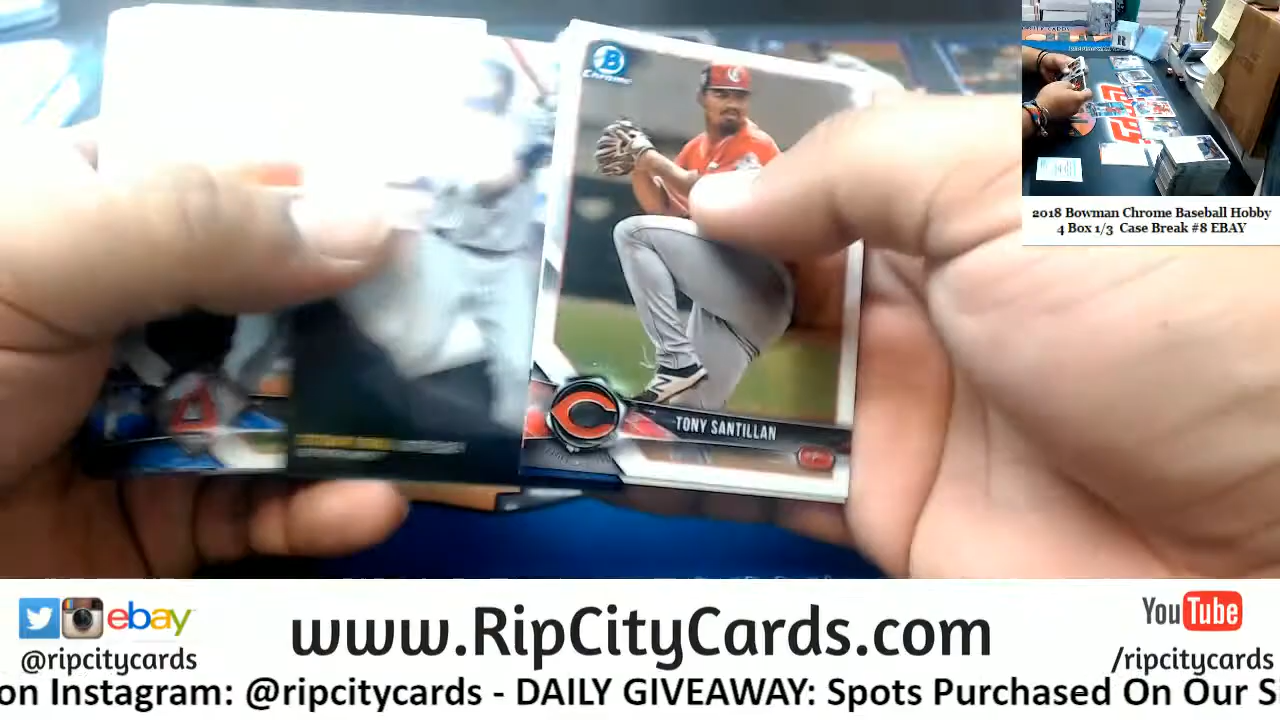 B
Chrome
C
TONY SANTILLAN
2018 Bowman Chrome Baseball Hobby
4 Box 1/3 Case Break #8 EBAY
ebay
@ripcitycards
www.RipCityCards.com
YouTube
/ripcitycards
on Instagram: @ripcitycards - DAILY GIVEAWAY: Spots Purchased On Our Si